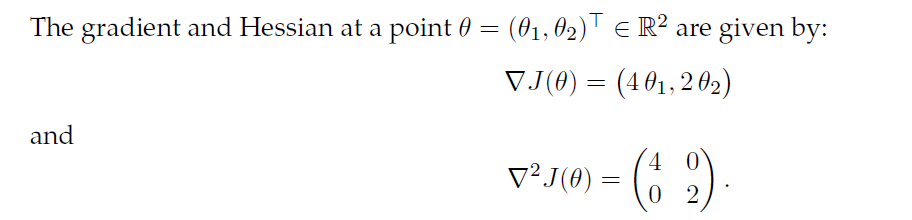 The gradient and Hessian at a point θ = (θ₁, θ₂)⊤ ∈ ℝ² are given by:
∇J(θ) = (4 θ₁, 2 θ₂)
and
∇²J(θ) = (4 0
0 2).